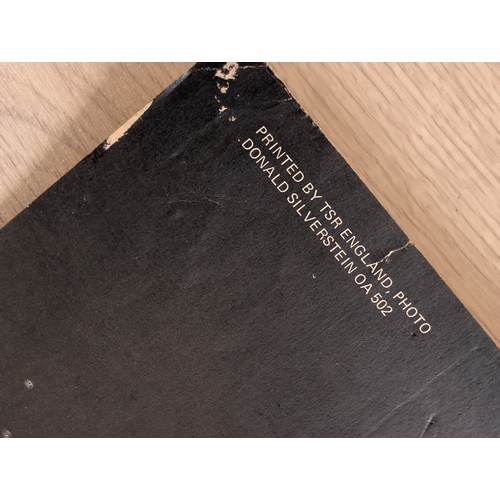 PRINTED BY TSR ENGLAND, PHOTO
DONALD SILVERSTEIN OA 502